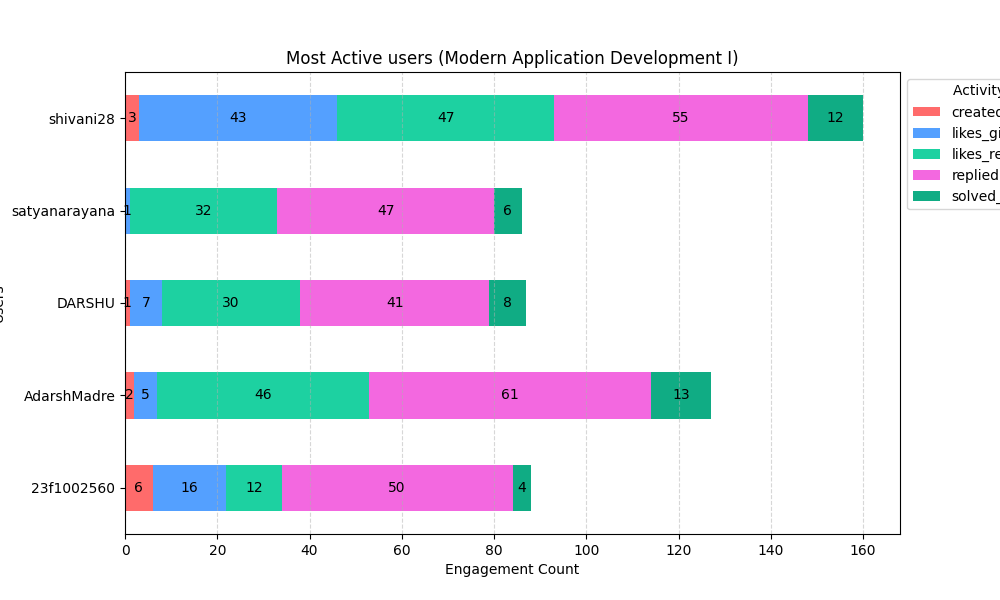 Most Active users (Modern Application Development I)
shivani28
3 43 47 55 12
satyanarayana
1 32 47 6
DARSHU
1 7 30 41 8
AdarshMadre
2 5 46 61 13
23f1002560
6 16 12 50 4
0 20 40 60 80 100 120 140 160
Engagement Count
Activity
created
likes_gi
likes_re
replied
solved_